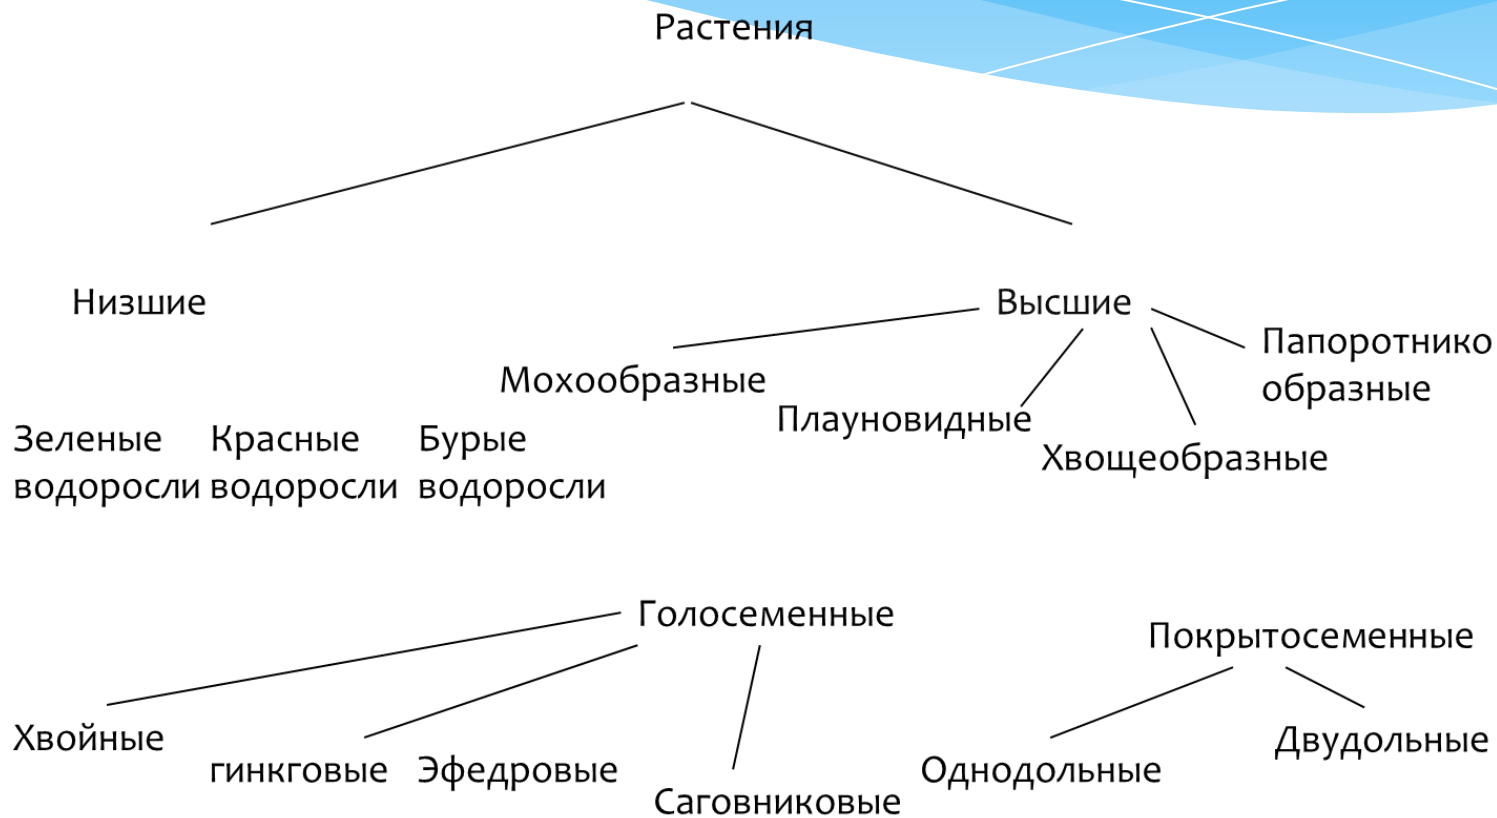 Растения
Низшие
Высшие
Мохообразные
Плауновидные
Хвощеобразные
Папоротнико
образные
Зеленые
водоросли
Красные
водоросли
Бурые
водоросли
Голосеменные
Покрытосеменные
Хвойные
гинкговые
Эфедровые
Саговниковые
Однодольные
Двудольные